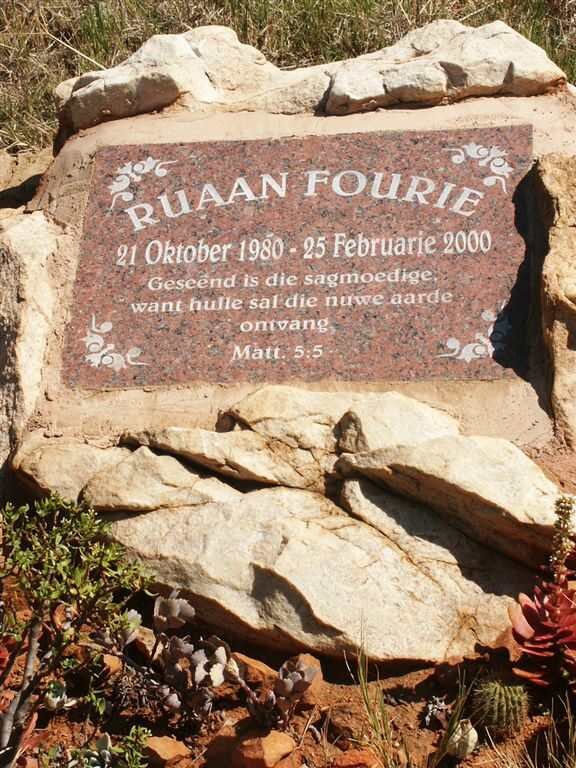 RUAAN FOURIE
21 Oktober 1980 - 25 Februarie 2000
Geseënd is die sagmoedige,
want hulle sal die nuwe aarde
ontvang.
Matt. 5:5